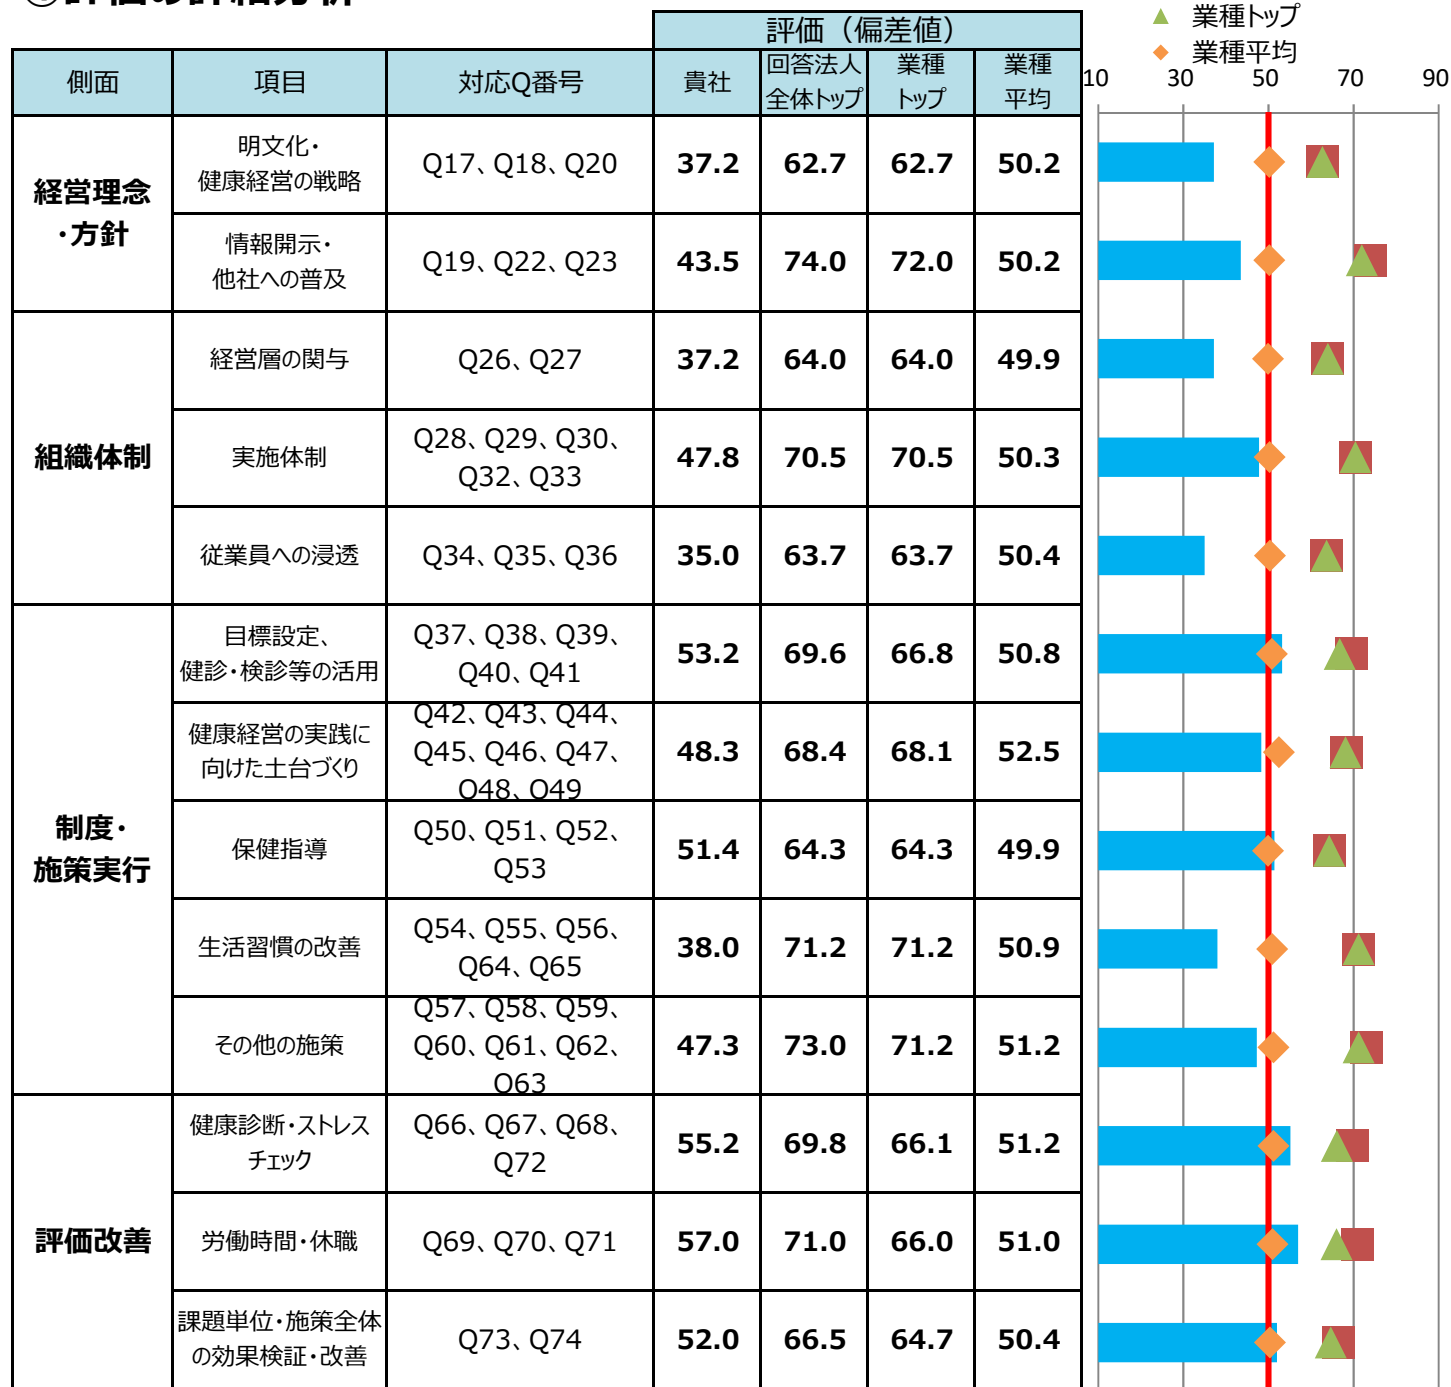 ①評価の詳細分析
▲ 業種トップ
◆ 業種平均
評価（偏差値）
側面 項目 対応Q番号 貴社 回答法人 業種 業種
全体トップ トップ 平均
10 30 50 70 90
経営理念
・方針
明文化・
健康経営の戦略
Q17、Q18、Q20 37.2 62.7 62.7 50.2
情報開示・
他社への普及
Q19、Q22、Q23 43.5 74.0 72.0 50.2
組織体制
経営層の関与 Q26、Q27 37.2 64.0 64.0 49.9
実施体制
Q28、Q29、Q30、
Q32、Q33
47.8 70.5 70.5 50.3
従業員への浸透 Q34、Q35、Q36 35.0 63.7 63.7 50.4
制度・
施策実行
目標設定、
健診・検診等の活用
Q37、Q38、Q39、
Q40、Q41
53.2 69.6 66.8 50.8
健康経営の実践に
向けた土台づくり
Q42、Q43、Q44、
Q45、Q46、Q47、
Q48、Q49
48.3 68.4 68.1 52.5
保健指導
Q50、Q51、Q52、
Q53
51.4 64.3 64.3 49.9
生活習慣の改善
Q54、Q55、Q56、
Q64、Q65
38.0 71.2 71.2 50.9
その他の施策
Q57、Q58、Q59、
Q60、Q61、Q62、
Q63
47.3 73.0 71.2 51.2
評価改善
健康診断・ストレス
チェック
Q66、Q67、Q68、
Q72
55.2 69.8 66.1 51.2
労働時間・休職 Q69、Q70、Q71 57.0 71.0 66.0 51.0
課題単位・施策全体
の効果検証・改善
Q73、Q74 52.0 66.5 64.7 50.4